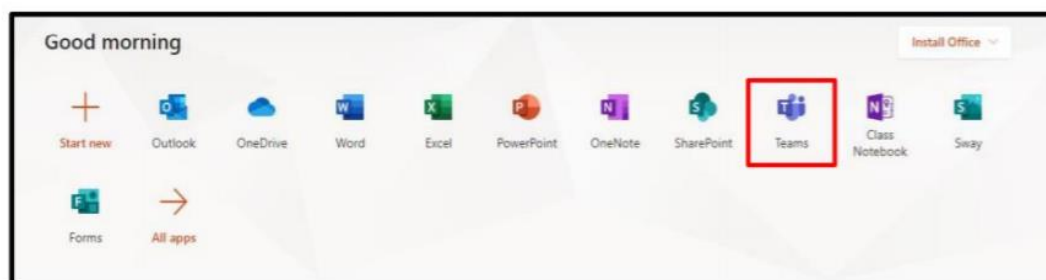 Good morning
Install Office
Start new
Outlook
OneDrive
Word
Excel
PowerPoint
OneNote
SharePoint
Teams
Class
Notebook
Sway
Forms
All apps